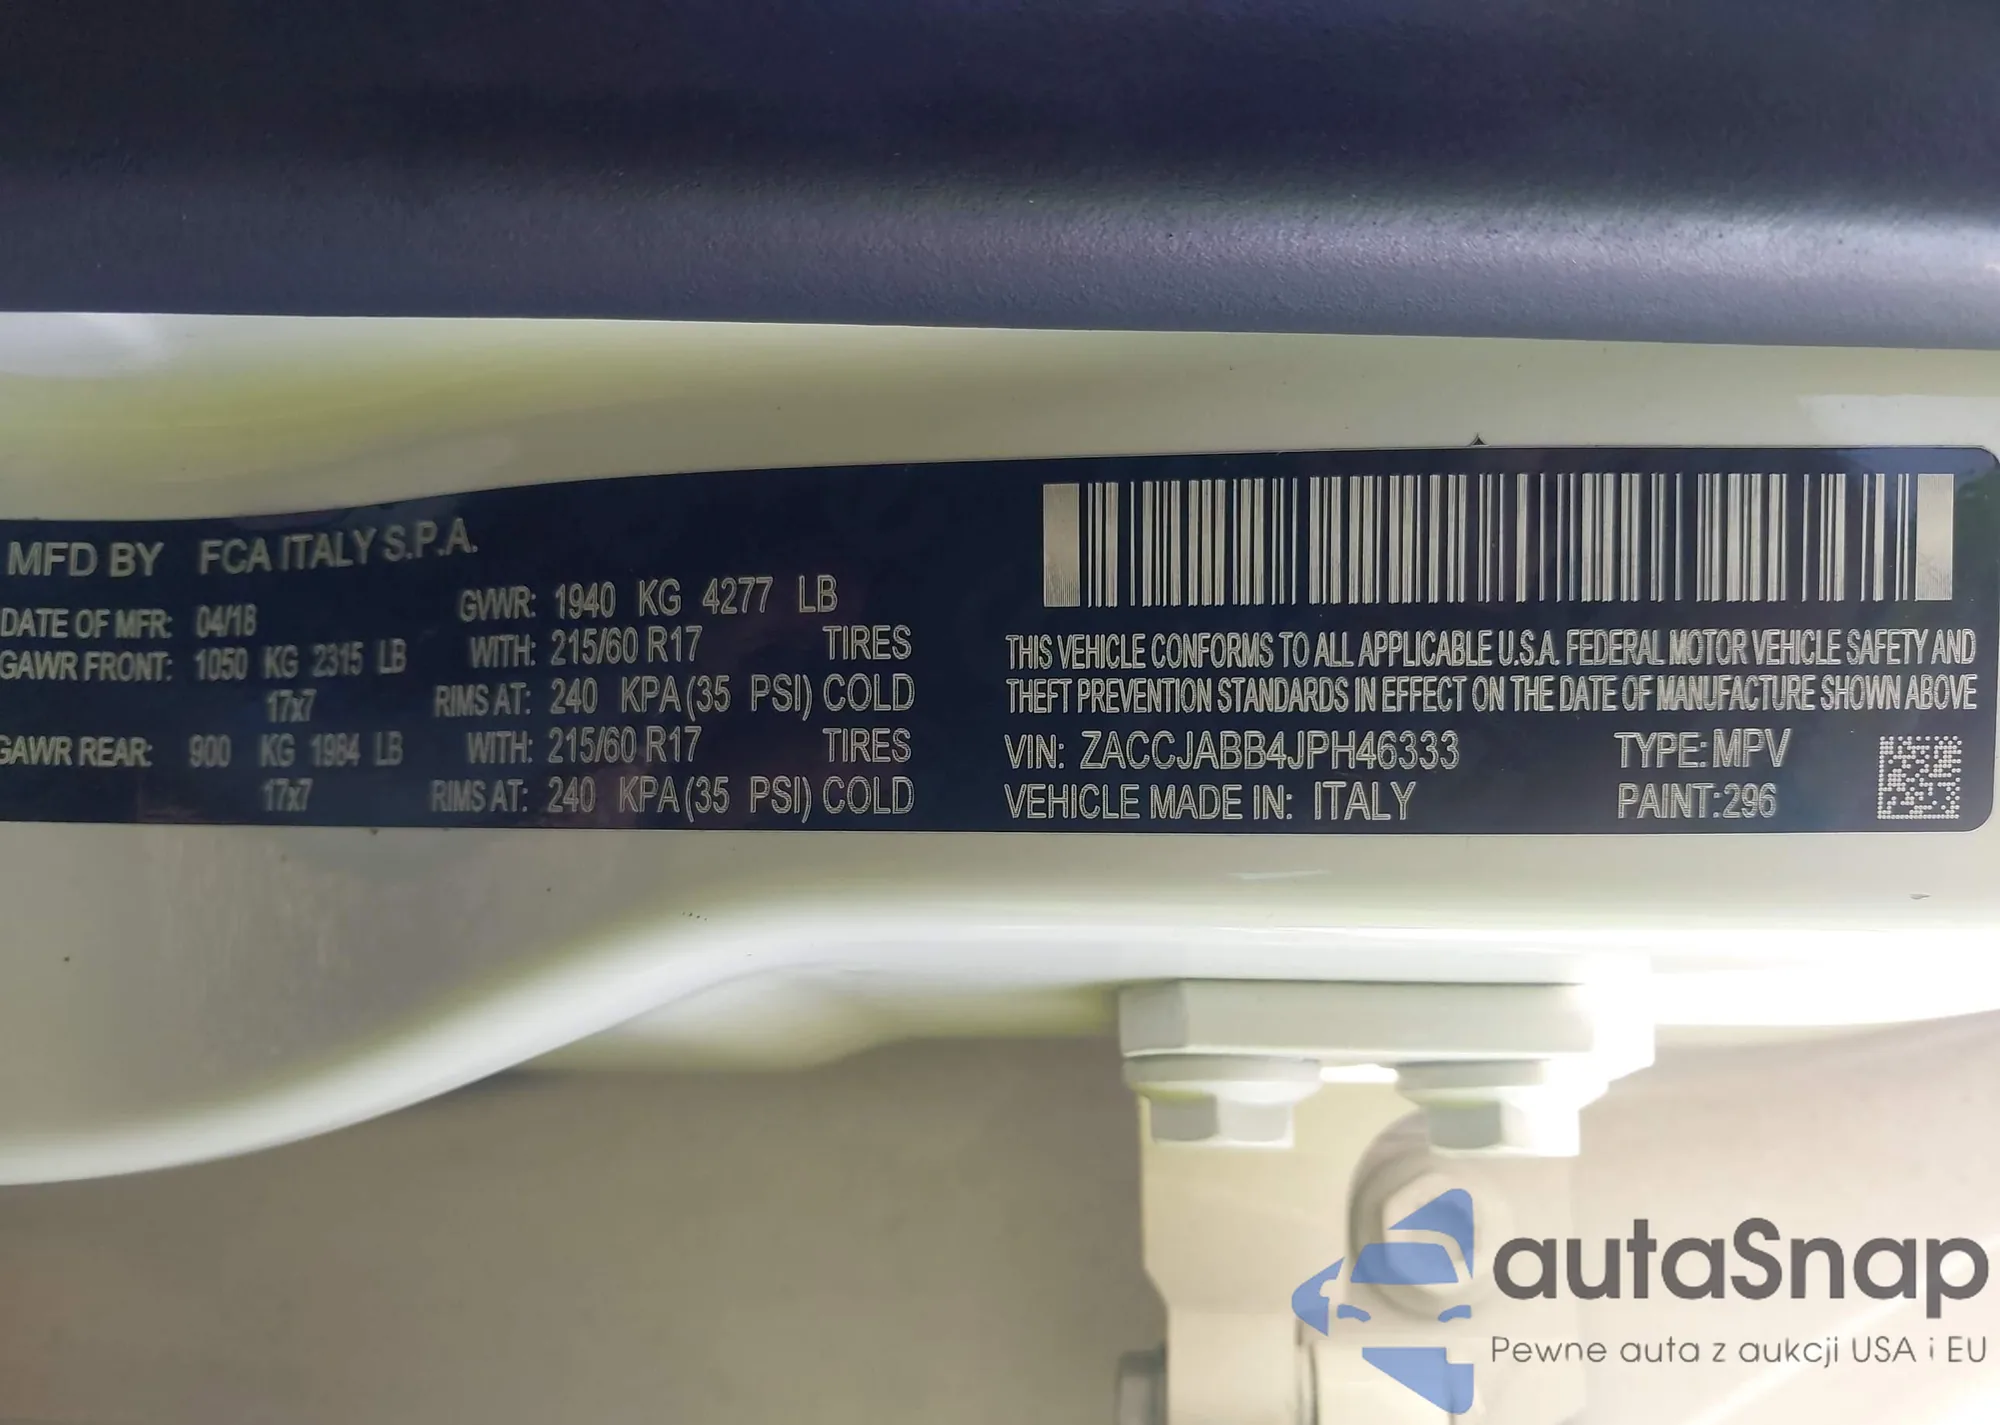 MFD BY FCA ITALY S.P.A.
DATE OF MFR: 04/18 GVWR: 1940 KG 4277 LB
GAWR FRONT: 1050 KG 2315 LB WITH: 215/60 R17 TIRES
17x7 RIMS AT: 240 KPA (35 PSI) COLD
GAWR REAR: 900 KG 1984 LB WITH: 215/60 R17 TIRES
17x7 RIMS AT: 240 KPA (35 PSI) COLD
THIS VEHICLE CONFORMS TO ALL APPLICABLE U.S.A. FEDERAL MOTOR VEHICLE SAFETY AND
THEFT PREVENTION STANDARDS IN EFFECT ON THE DATE OF MANUFACTURE SHOWN ABOVE
VIN: ZACCJABB4JPH46333 TYPE: MPV
VEHICLE MADE IN: ITALY PAINT:296
autaSnap
Pewne auta z aukcji USA i EU